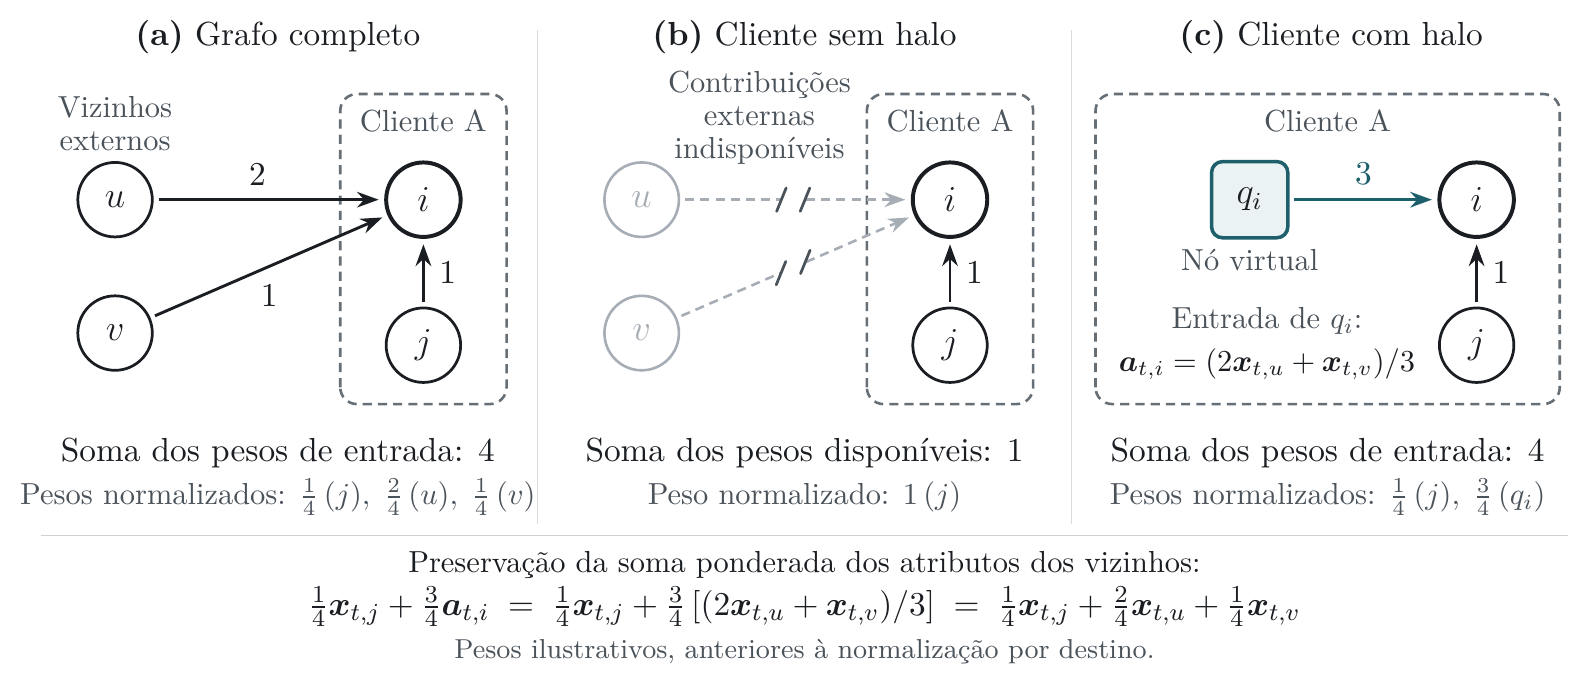 (a) Grafo completo
Vizinhos
externos
Cliente A
u
2
i
v
1
1
j
Soma dos pesos de entrada: 4
Pesos normalizados: 1/4 (j), 2/4 (u), 1/4 (v)
(b) Cliente sem halo
Contribuições
externas
indisponíveis
Cliente A
u
i
v
1
j
Soma dos pesos disponíveis: 1
Peso normalizado: 1 (j)
(c) Cliente com halo
Cliente A
q_i
3
i
Nó virtual
1
Entrada de q_i:
a_{t,i} = (2x_{t,u} + x_{t,v})/3
j
Soma dos pesos de entrada: 4
Pesos normalizados: 1/4 (j), 3/4 (q_i)
Preservação da soma ponderada dos atributos dos vizinhos:
1/4 x_{t,j} + 3/4 a_{t,i} = 1/4 x_{t,j} + 3/4 [(2x_{t,u} + x_{t,v})/3] = 1/4 x_{t,j} + 2/4 x_{t,u} + 1/4 x_{t,v}
Pesos ilustrativos, anteriores à normalização por destino.